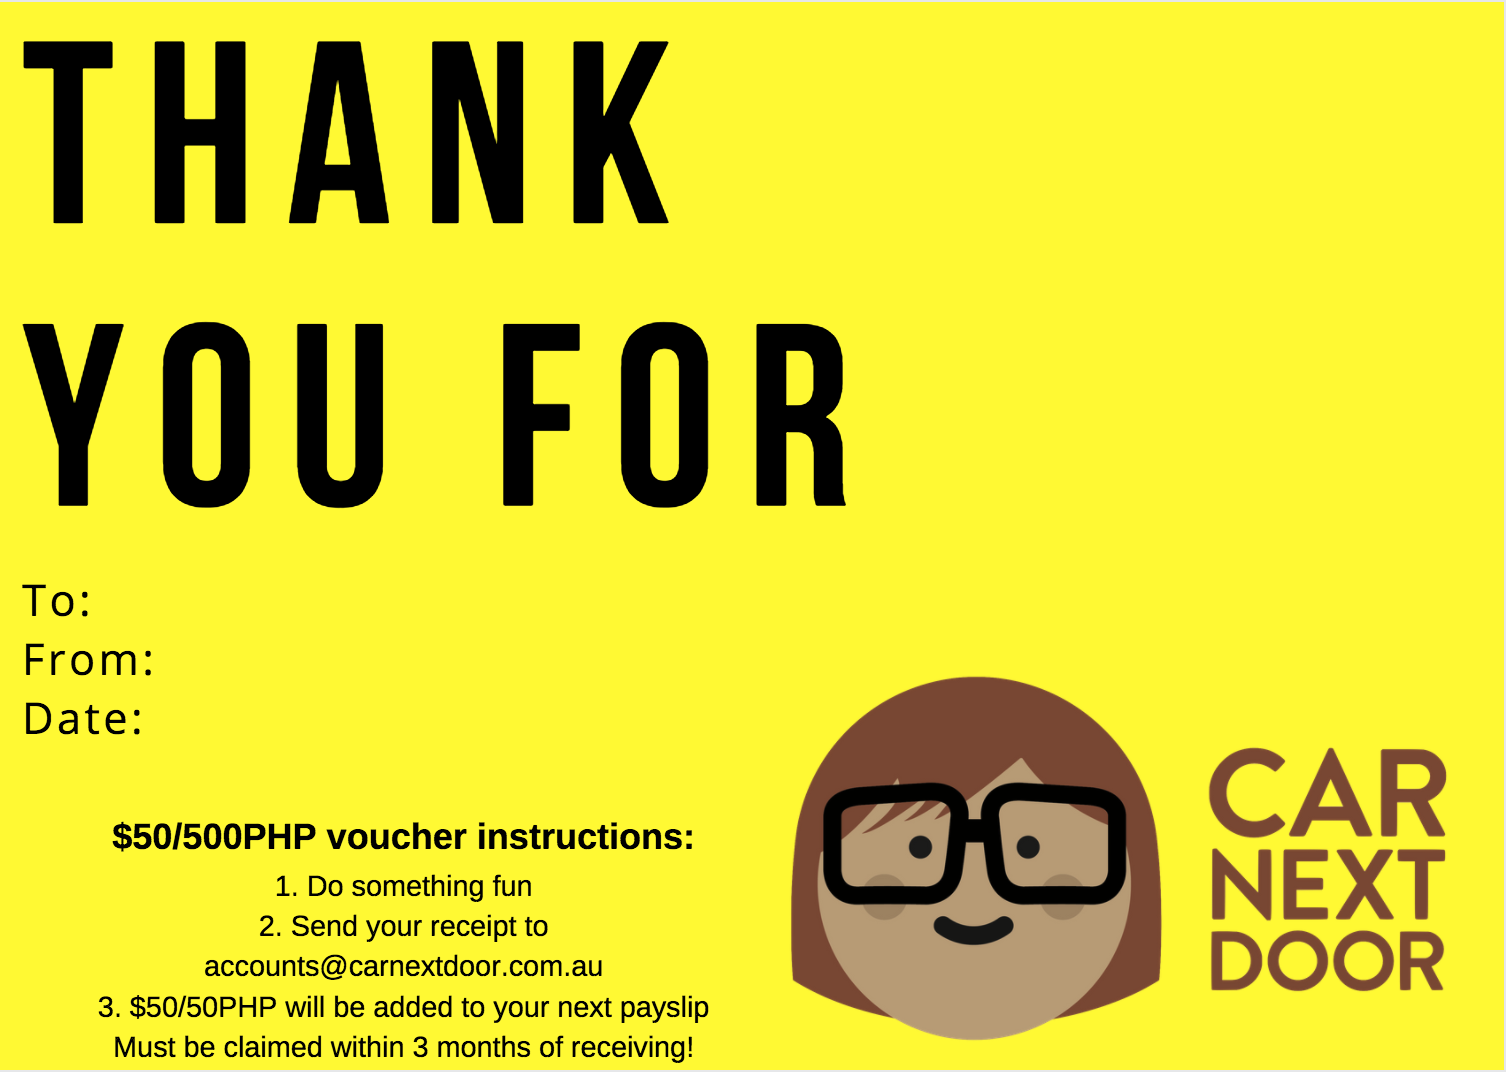 THANK
YOU FOR
To:
From:
Date:
$50/500PHP voucher instructions:
1. Do something fun
2. Send your receipt to
accounts@carnextdoor.com.au
3. $50/50PHP will be added to your next payslip
Must be claimed within 3 months of receiving!
CAR
NEXT
DOOR